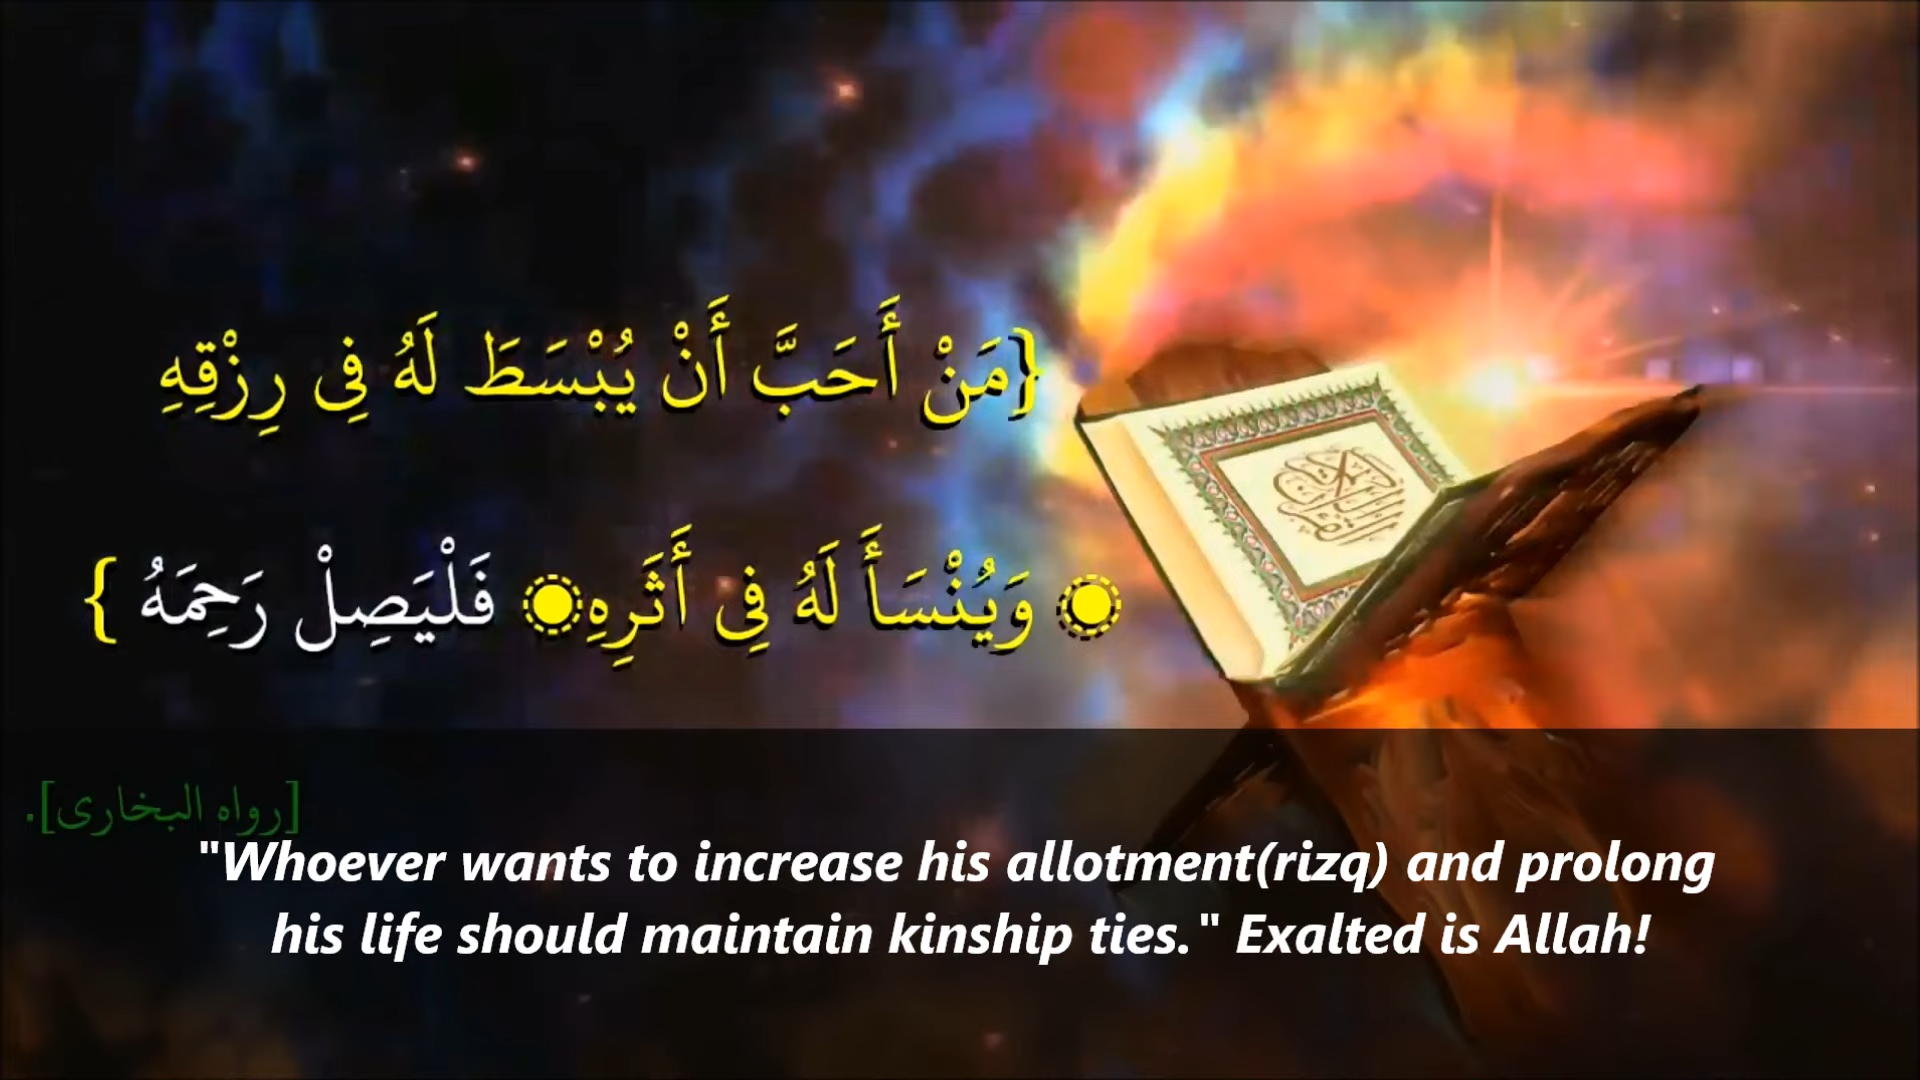 {مَنْ أَحَبَّ أَنْ يُبْسَطَ لَهُ فِى رِزْقِهِ
وَيُنْسَأَ لَهُ فِى أَثَرِهِ فَلْيَصِلْ رَحِمَهُ }
[رواه البخارى].
"Whoever wants to increase his allotment(rizq) and prolong
his life should maintain kinship ties." Exalted is Allah!